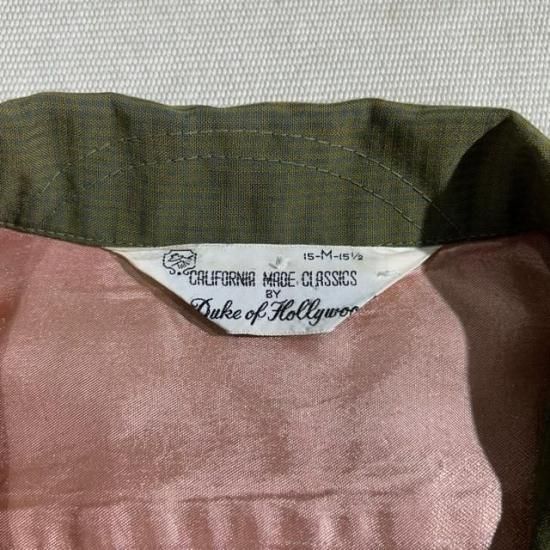 15-M-15½
CALIFORNIA MADE CLASSICS
BY
Duke of Hollywoo